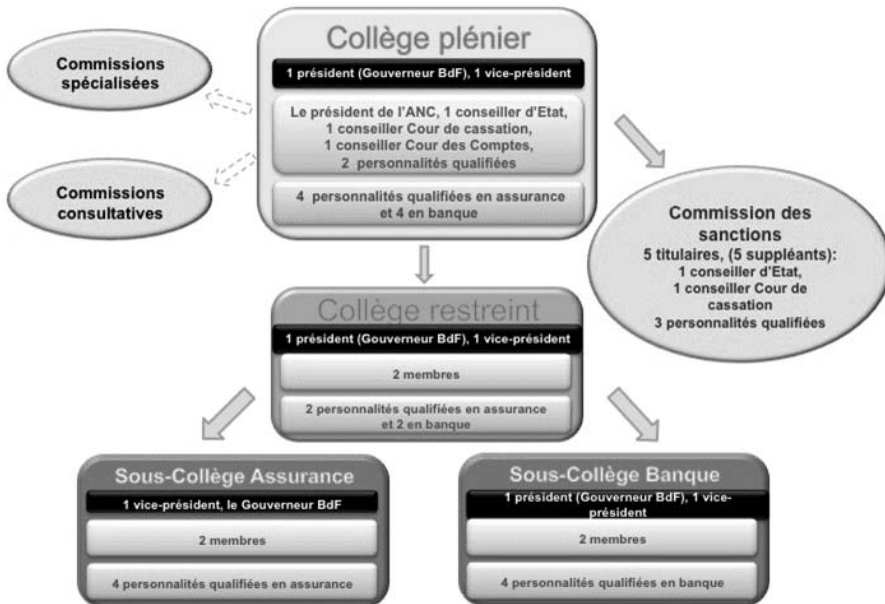 Commissions
spécialisées
Commissions
consultatives
Collège plénier
1 président (Gouverneur BdF), 1 vice-président
Le président de l'ANC, 1 conseiller d'Etat,
1 conseiller Cour de cassation,
1 conseiller Cour des Comptes,
2 personnalités qualifiées
4 personnalités qualifiées en assurance
et 4 en banque
Commission des
sanctions
5 titulaires, (5 suppléants):
1 conseiller d'Etat,
1 conseiller Cour de
cassation
3 personnalités qualifiées
Collège restreint
1 président (Gouverneur BdF), 1 vice-président
2 membres
2 personnalités qualifiées en assurance
et 2 en banque
Sous-Collège Assurance
1 vice-président, le Gouverneur BdF
2 membres
4 personnalités qualifiées en assurance
Sous-Collège Banque
1 président (Gouverneur BdF), 1 vice-
président
2 membres
4 personnalités qualifiées en banque